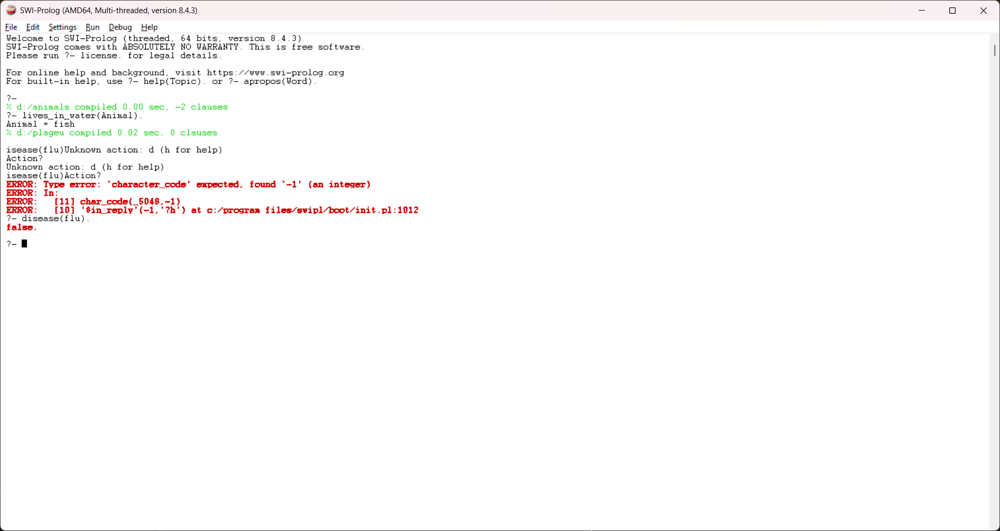 SWI-Prolog (AMD64, Multi-threaded, version 8.4.3)
File Edit Settings Run Debug Help
Welcome to SWI-Prolog (threaded, 64 bits, version 8.4.3)
SWI-Prolog comes with ABSOLUTELY NO WARRANTY. This is free software.
Please run ?- license. for legal details.
For online help and background, visit https://www.swi-prolog.org
For built-in help, use ?- help(Topic). or ?- apropos(Word).
?-
% d:/animals compiled 0.00 sec, -2 clauses
?- lives_in_water(Animal).
Animal = fish
% d:/plageu compiled 0.02 sec, 0 clauses
isease(flu)Unknown action: d (h for help)
Action?
Unknown action: d (h for help)
isease(flu)Action?
ERROR: Type error: `character_code' expected, found `-1' (an integer)
ERROR: In:
ERROR:   [11] char_code(_5048,-1)
ERROR:   [10] '$in_reply'(-1,'?h') at c:/program files/swipl/boot/init.pl:1012
?- disease(flu).
false.
?-